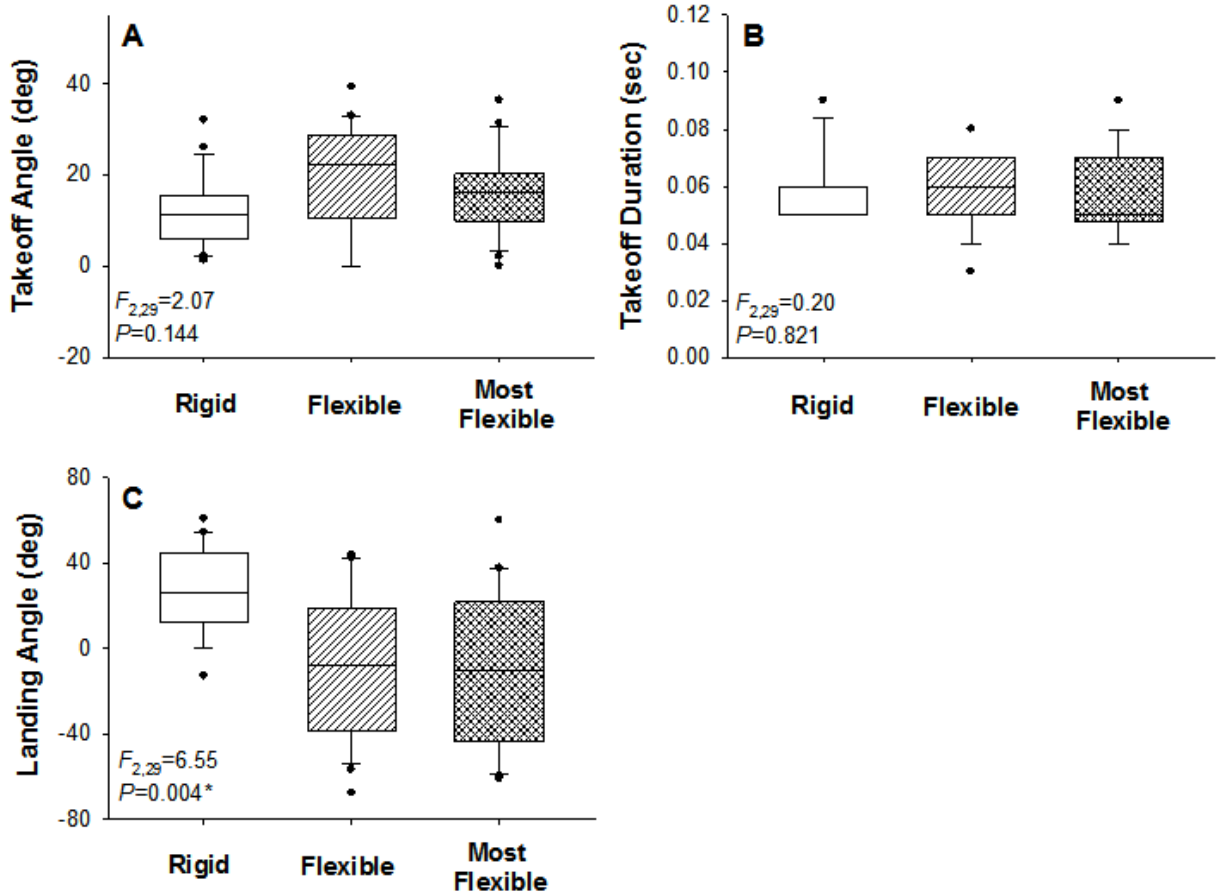 A
Takeoff Angle (deg)
40
20
0
-20
F2,29=2.07
P=0.144
Rigid
Flexible
Most
Flexible
B
Takeoff Duration (sec)
0.12
0.10
0.08
0.06
0.04
0.02
0.00
F2,29=0.20
P=0.821
Rigid
Flexible
Most
Flexible
C
Landing Angle (deg)
80
40
0
-40
-80
F2,29=6.55
P=0.004*
Rigid
Flexible
Most
Flexible